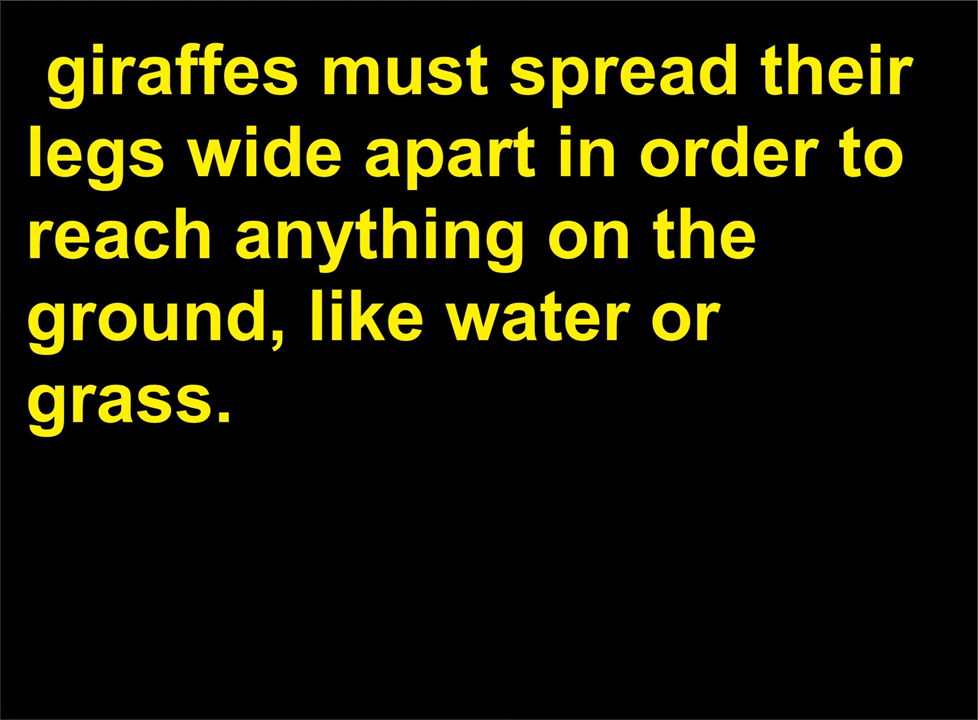 giraffes must spread their
legs wide apart in order to
reach anything on the
ground, like water or
grass.